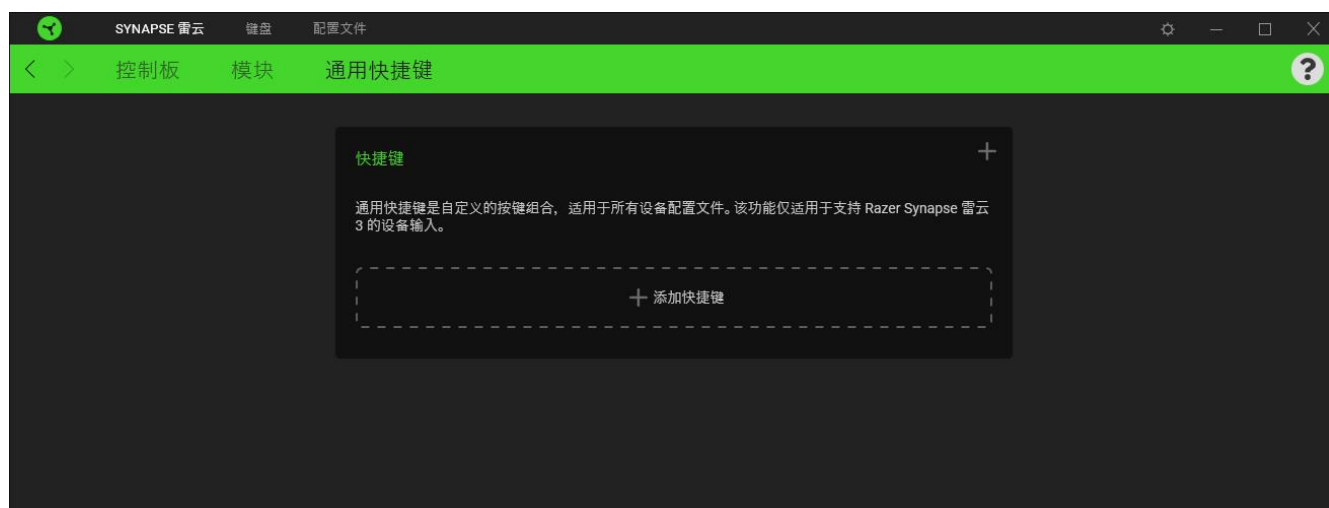 SYNAPSE 雷云 键盘 配置文件
控制板 模块 通用快捷键 ?
快捷键
通用快捷键是自定义的按键组合，适用于所有设备配置文件。该功能仅适用于支持 Razer Synapse 雷云
3 的设备输入。
添加快捷键